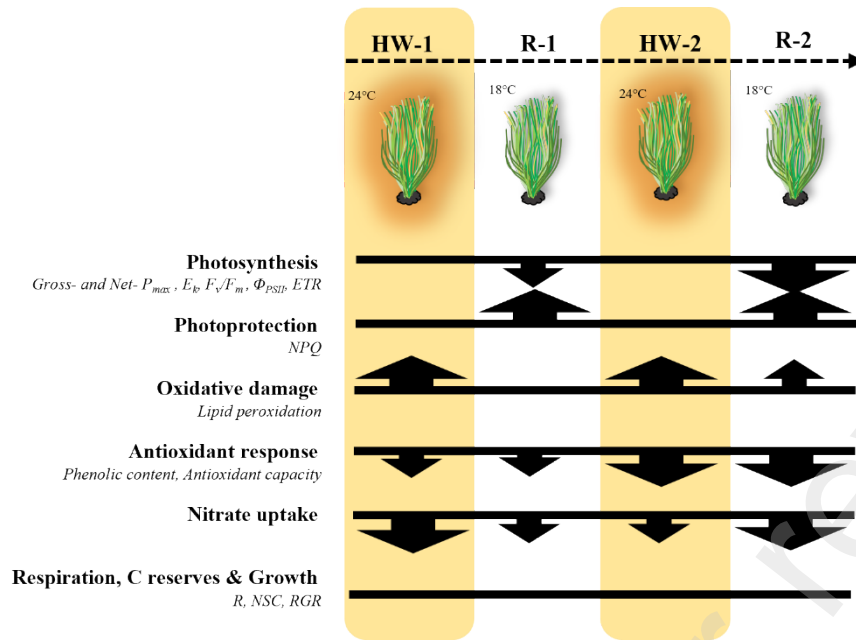 HW-1
R-1
HW-2
R-2
24°C
18°C
24°C
18°C
Photosynthesis
Gross- and Net- Pmax , Ek, Fv/Fm , ΦPSII, ETR
Photoprotection
NPQ
Oxidative damage
Lipid peroxidation
Antioxidant response
Phenolic content, Antioxidant capacity
Nitrate uptake
Respiration, C reserves & Growth
R, NSC, RGR